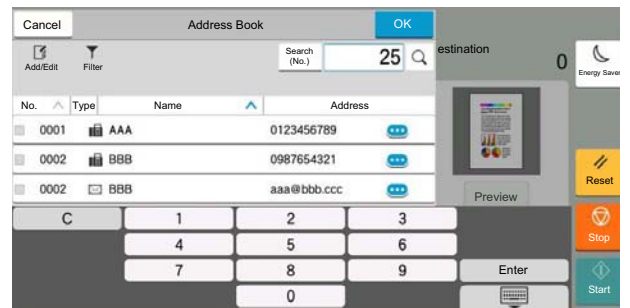 Cancel Address Book OK
Add/Edit Filter Search (No.) 25 estination 0 Energy Saver
No. Type Name Address
0001 AAA 0123456789
0002 BBB 0987654321
0002 BBB aaa@bbb.ccc
Reset
Preview
C 1 2 3
Stop
4 5 6
7 8 9 Enter
Start
0